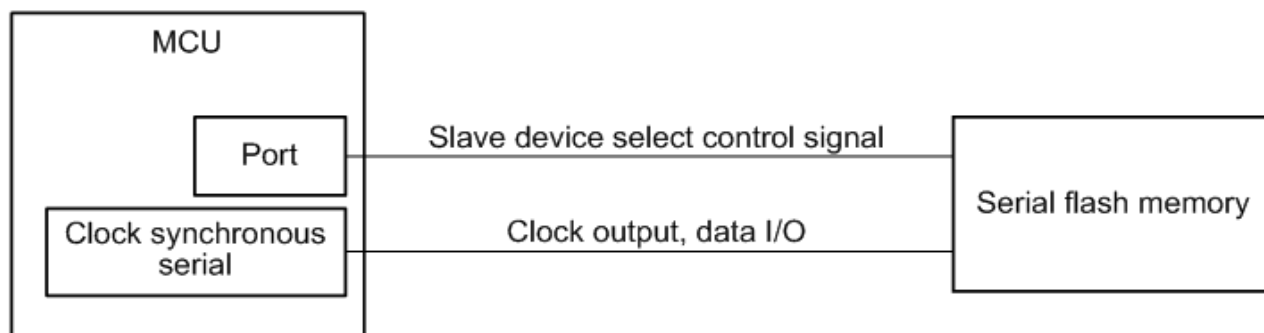 MCU
Port
Slave device select control signal
Serial flash memory
Clock synchronous
serial
Clock output, data I/O